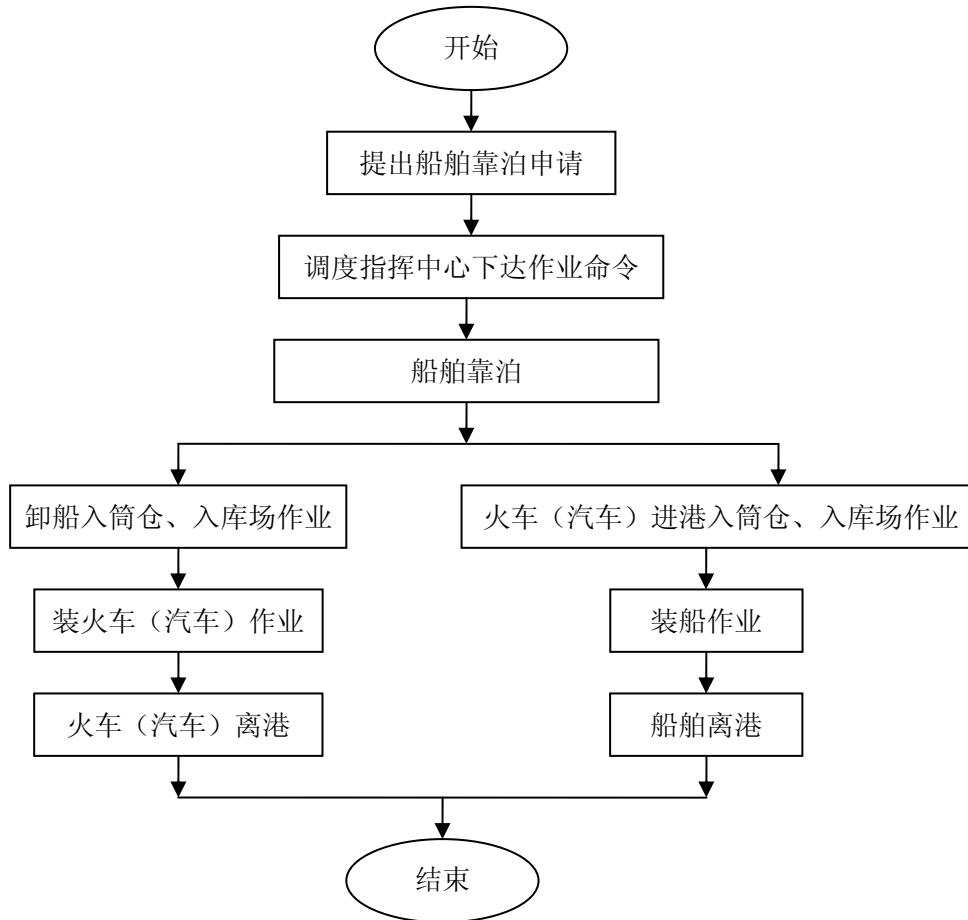 开始
提出船舶靠泊申请
调度指挥中心下达作业命令
船舶靠泊
卸船入筒仓、入库场作业
火车（汽车）进港入筒仓、入库场作业
装火车（汽车）作业
装船作业
火车（汽车）离港
船舶离港
结束